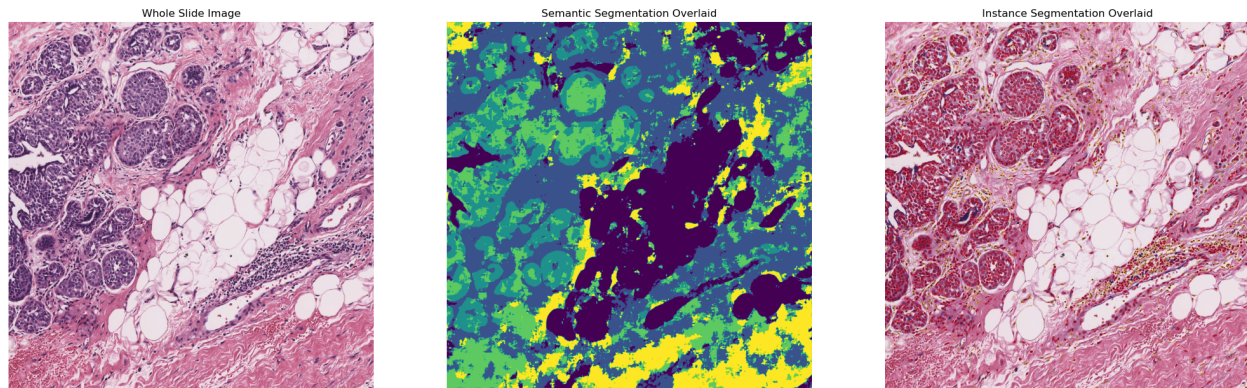 Whole Slide Image
Semantic Segmentation Overlaid
Instance Segmentation Overlaid